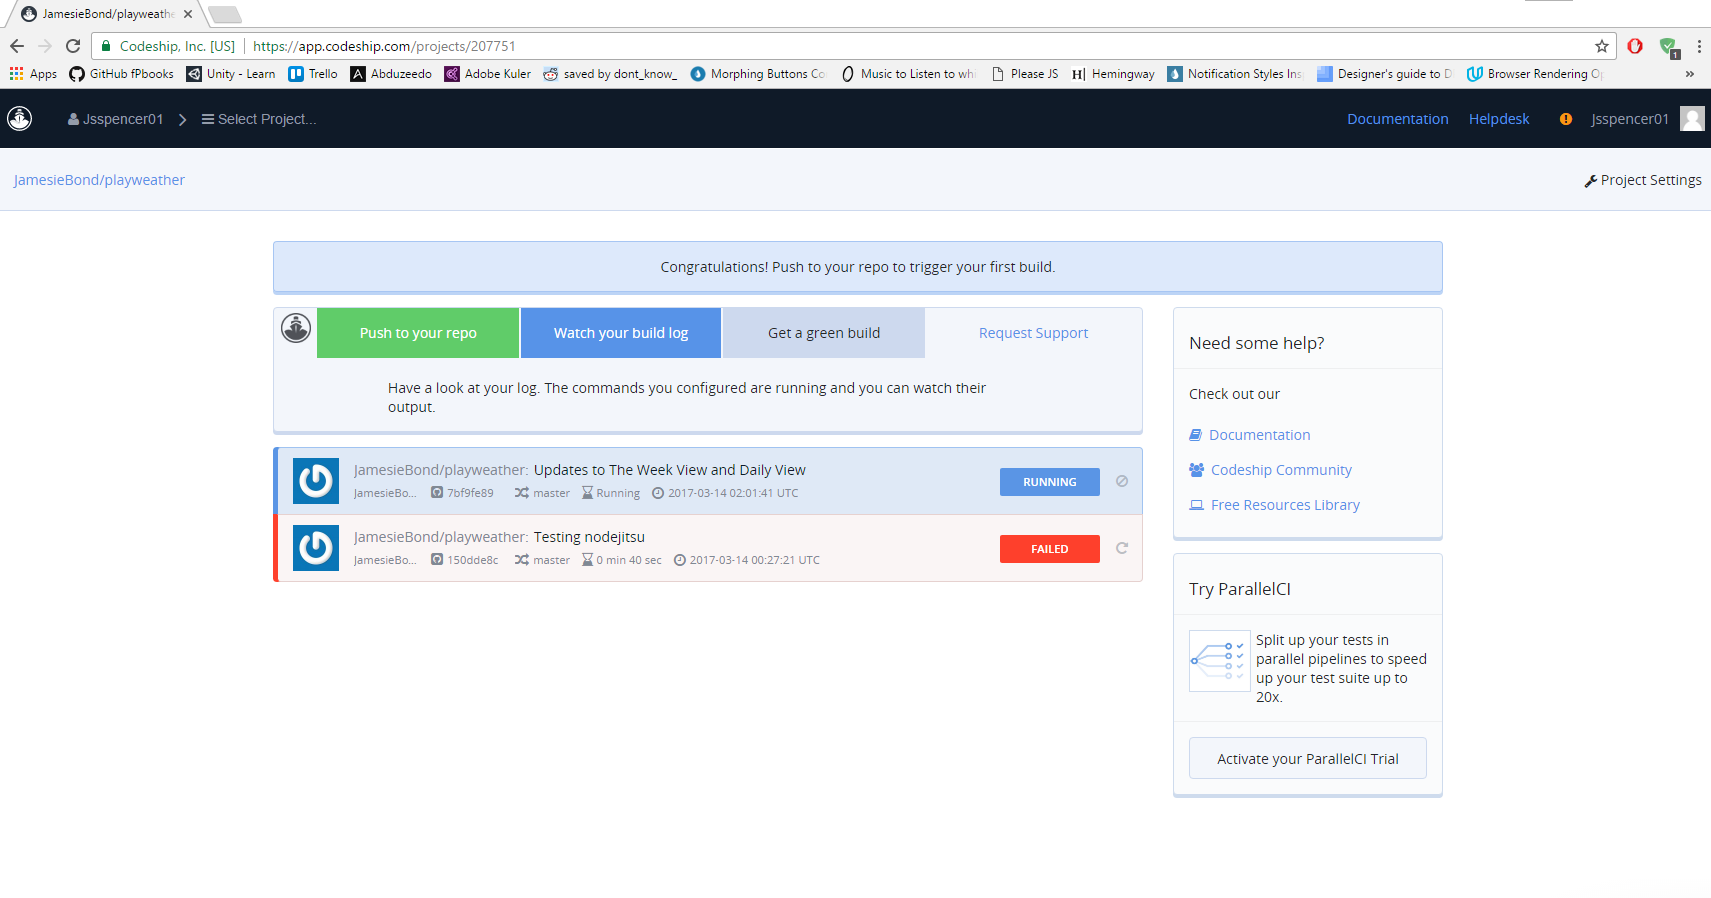 JamesieBond/playweathe
Codeship, Inc. [US] https://app.codeship.com/projects/207751
Apps GitHub fPbooks Unity - Learn Trello Abduzeedo Adobe Kuler saved by dont_know_ Morphing Buttons Co Music to Listen to whi Please JS Hemingway Notification Styles Ins Designer's guide to D Browser Rendering Op »
Jsspencer01 Select Project... Documentation Helpdesk Jsspencer01
JamesieBond/playweather Project Settings
Congratulations! Push to your repo to trigger your first build.
Push to your repo Watch your build log Get a green build Request Support
Have a look at your log. The commands you configured are running and you can watch their
output.
JamesieBond/playweather: Updates to The Week View and Daily View
JamesieBo... 7bf9fe89 master Running 2017-03-14 02:01:41 UTC
RUNNING
JamesieBond/playweather: Testing nodejitsu
JamesieBo... 150dde8c master 0 min 40 sec 2017-03-14 00:27:21 UTC
FAILED
Need some help?
Check out our
Documentation
Codeship Community
Free Resources Library
Try ParallelCI
Split up your tests in
parallel pipelines to speed
up your test suite up to
20x.
Activate your ParallelCI Trial